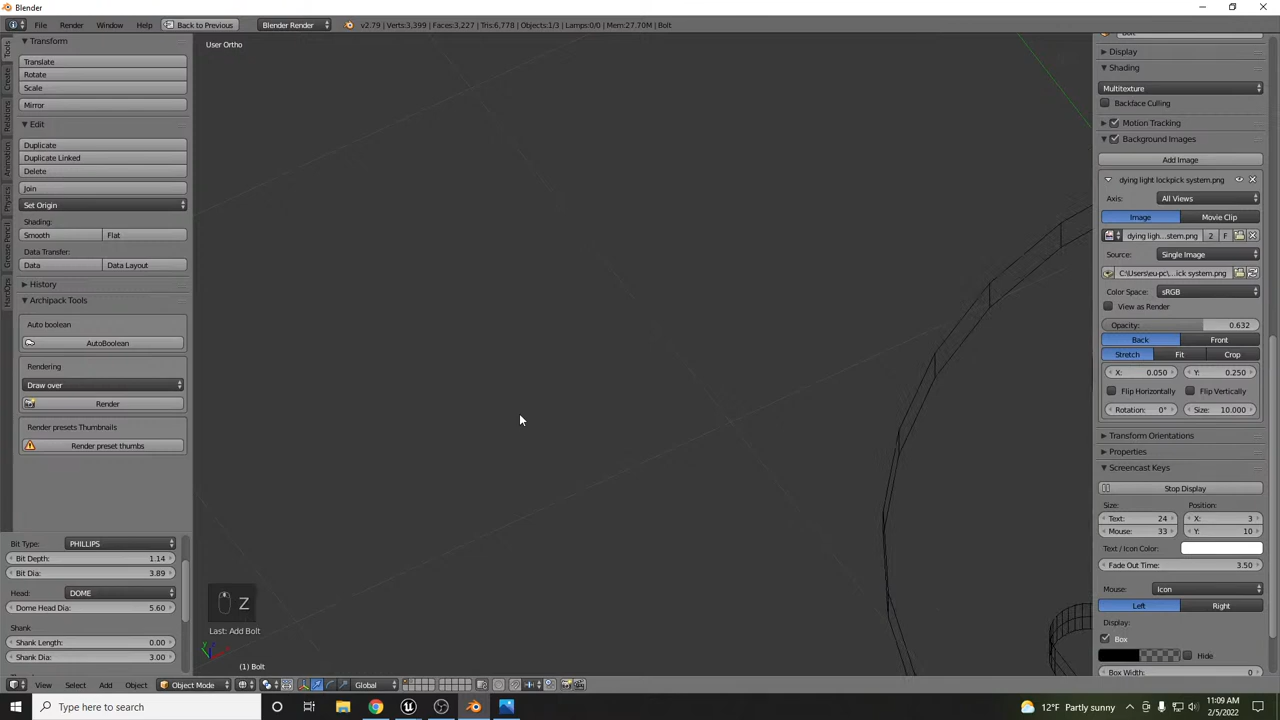 Blender
File Render Window Help Back to Previous Blender Render v2.79 | Verts:3,399 | Faces:3,227 | Tris:6,778 | Objects:1/3 | Lamps:0/0 | Mem:27.70M | Bolt
Tools
Create
Relations
Animation
Physics
Grease Pencil
HardOps
Transform
Translate
Rotate
Scale
Mirror
Edit
Duplicate
Duplicate Linked
Delete
Join
Set Origin
Shading:
Smooth Flat
Data Transfer:
Data Data Layout
History
Archipack Tools
Auto boolean
AutoBoolean
Rendering
Draw over
Render
Render presets Thumbnails
Render preset thumbs
Bit Type: PHILLIPS
Bit Depth: 1.14
Bit Dia: 3.89
Head: DOME
Dome Head Dia: 5.60
Shank
Shank Length: 0.00
Shank Dia: 3.00
User Ortho
Z
Last: Add Bolt
(1) Bolt
View Select Add Object Object Mode Global
Display
Shading
Multitexture
Backface Culling
Motion Tracking
Background Images
Add Image
dying light lockpick system.png
Axis: All Views
Image Movie Clip
dying ligh...stem.png 2 F
Source: Single Image
C:\Users\eu-pc\...ick system.png
Color Space: sRGB
View as Render
Opacity: 0.632
Back Front
Stretch Fit Crop
X: 0.050 Y: 0.250
Flip Horizontally Flip Vertically
Rotation: 0° Size: 10.000
Transform Orientations
Properties
Screencast Keys
Stop Display
Size: Position:
Text: 24 X: 3
Mouse: 33 Y: 10
Text / Icon Color:
Fade Out Time: 3.50
Mouse: Icon
Left Right
Display:
Box
Hide
Box Width: 0
Type here to search
12°F Partly sunny
11:09 AM
2/5/2022